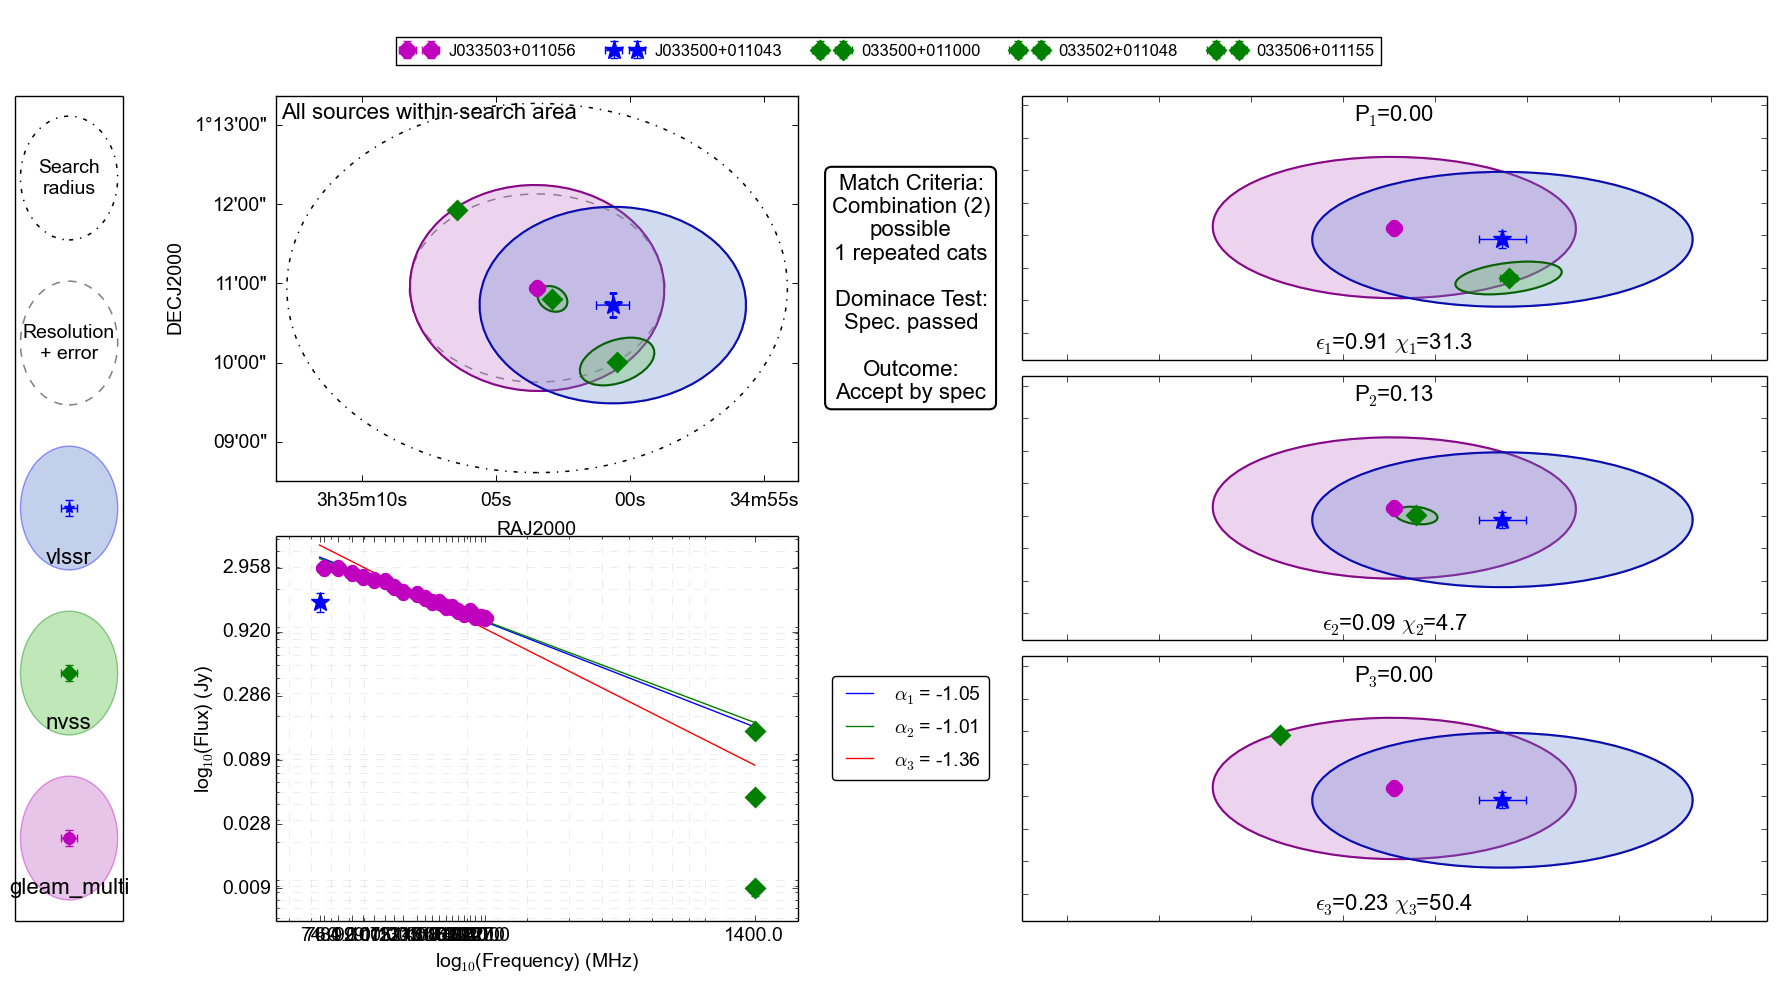 J033503+011056 J033500+011043 033500+011000 033502+011048 033506+011155
Search
radius
Resolution
+ error
vlssr
nvss
gleam_multi
All sources within search area
1°13'00"
12'00"
11'00"
10'00"
09'00"
DECJ2000
3h35m10s 05s 00s 34m55s
RAJ2000
2.958
0.920
0.286
0.089
0.028
0.009
log₁₀(Flux) (Jy)
1400.0
log₁₀(Frequency) (MHz)
Match Criteria:
Combination (2)
possible
1 repeated cats
Dominace Test:
Spec. passed
Outcome:
Accept by spec
α₁ = -1.05
α₂ = -1.01
α₃ = -1.36
P₁=0.00
ϵ₁=0.91 χ₁=31.3
P₂=0.13
ϵ₂=0.09 χ₂=4.7
P₃=0.00
ϵ₃=0.23 χ₃=50.4